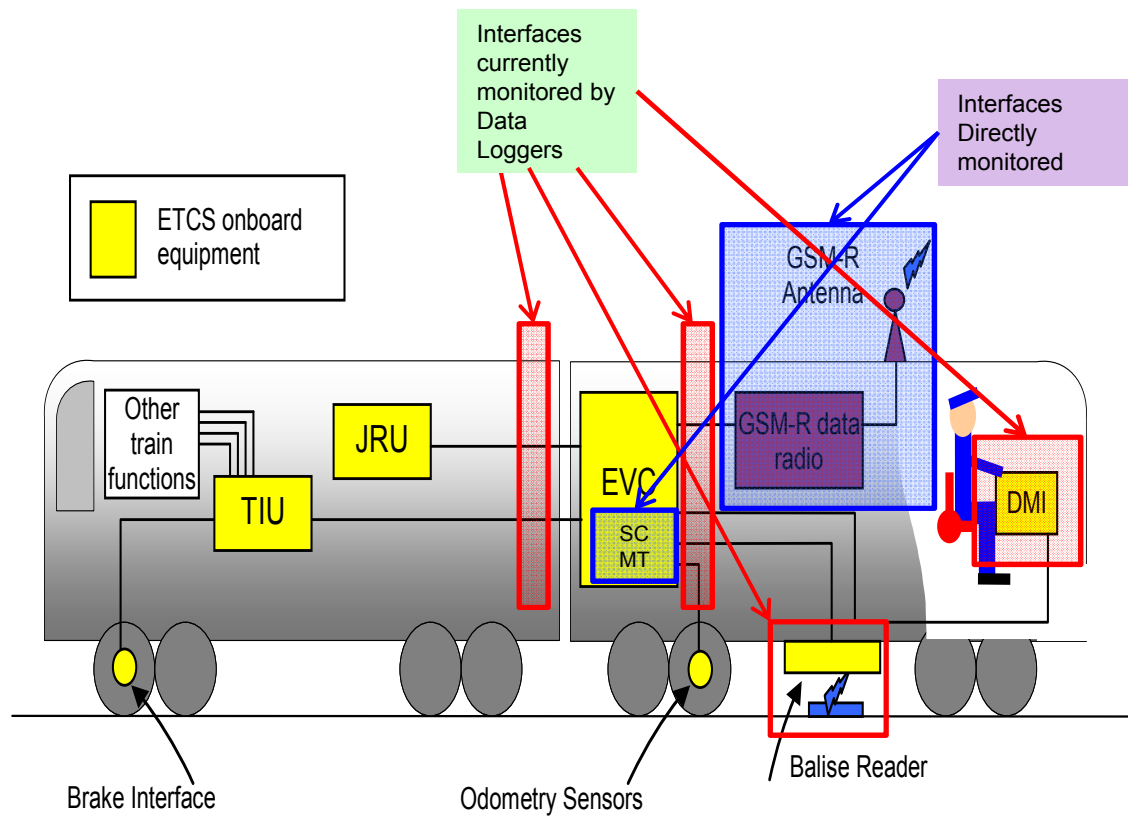 Interfaces
currently
monitored by
Data
Loggers
Interfaces
Directly
monitored
ETCS onboard
equipment
GSM-R
Antenna
Other
train
functions
JRU
TIU
EVC
SC
MT
GSM-R data
radio
DMI
Brake Interface
Odometry Sensors
Balise Reader